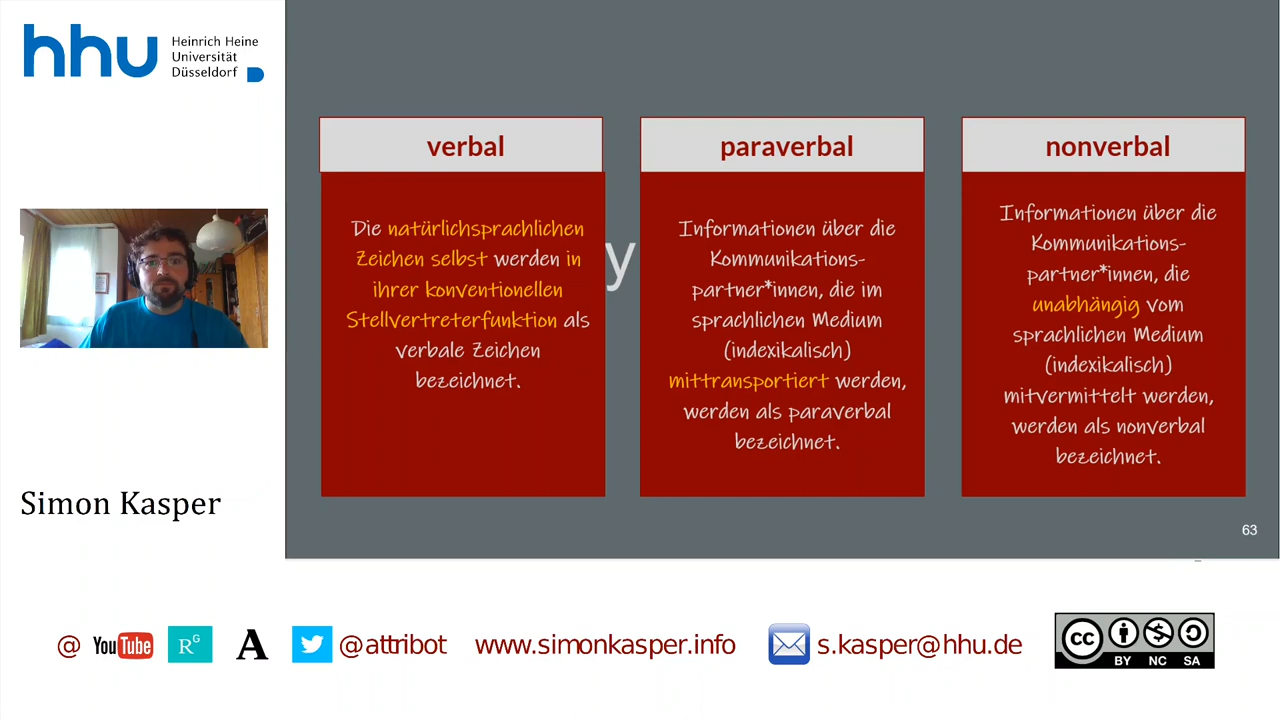 hhu
Heinrich Heine
Universität
Düsseldorf
verbal
Die natürlichsprachlichen
Zeichen selbst werden in
ihrer konventionellen
Stellvertreterfunktion als
verbale Zeichen
bezeichnet.
y
paraverbal
Informationen über die
Kommunikations-
partner*innen, die im
sprachlichen Medium
(indexikalisch)
mittransportiert werden,
werden als paraverbal
bezeichnet.
nonverbal
Informationen über die
Kommunikations-
partner*innen, die
unabhängig vom
sprachlichen Medium
(indexikalisch)
mitvermittelt werden,
werden als nonverbal
bezeichnet.
63
Simon Kasper
@ YouTube RG A @attribot www.simonkasper.info s.kasper@hhu.de
cc
BY NC SA